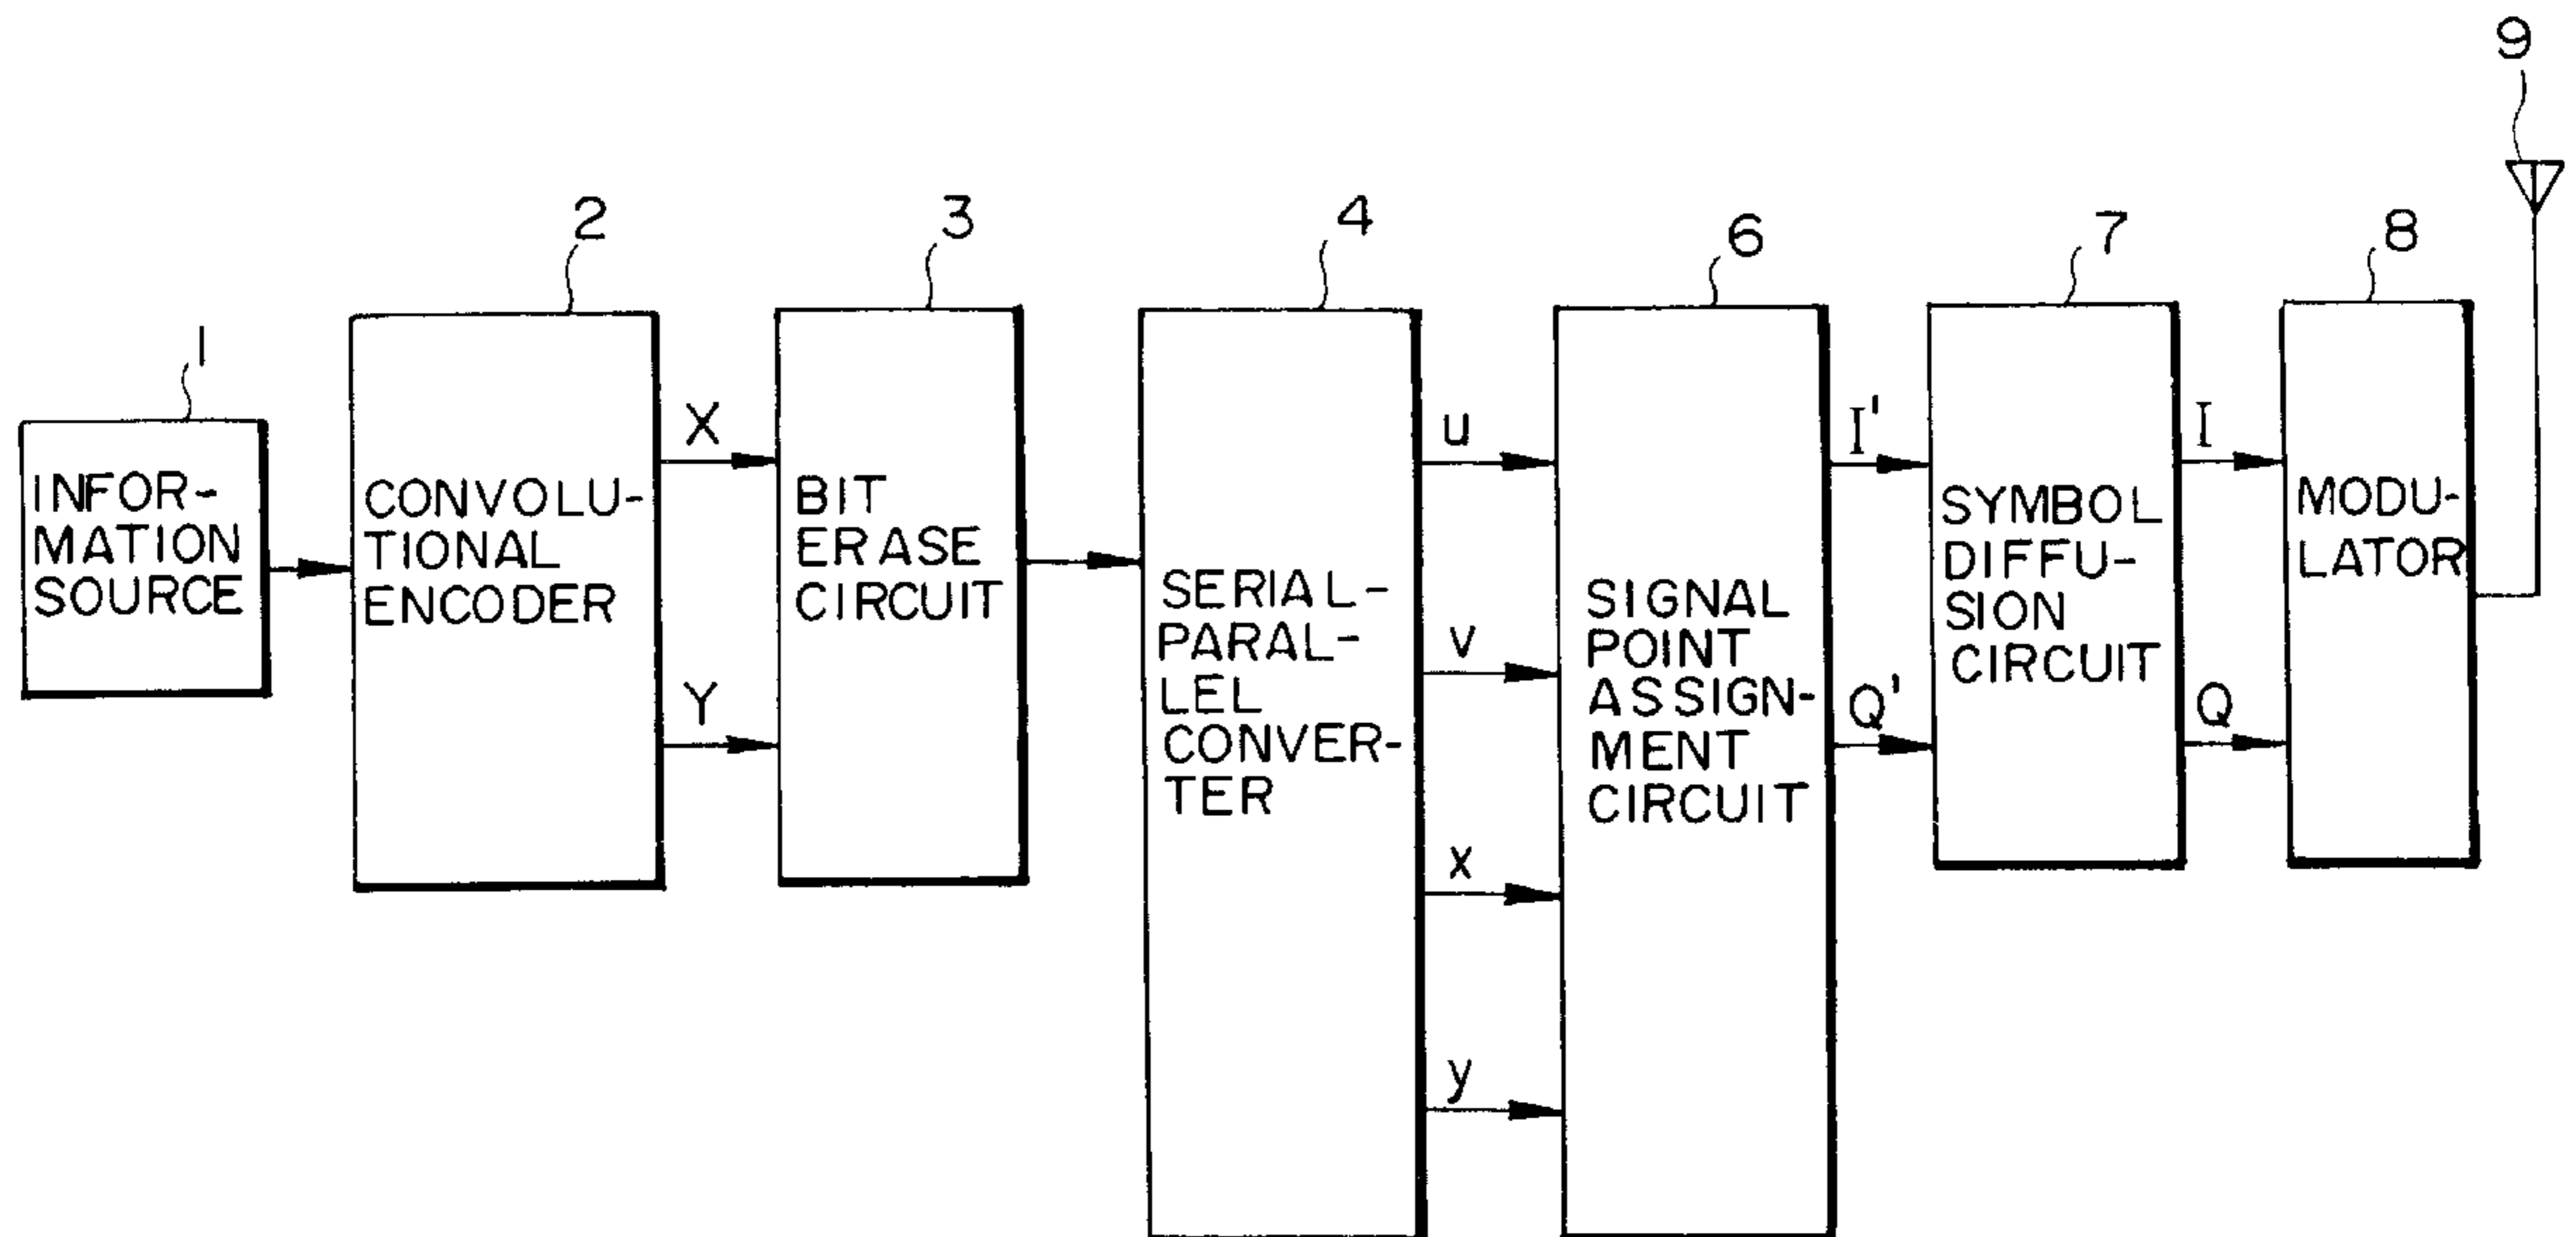 9
1
2
3
4
6
7
8
INFOR-
MATION
SOURCE
CONVOLU-
TIONAL
ENCODER
X
Y
BIT
ERASE
CIRCUIT
SERIAL-
PARAL-
LEL
CONVER-
TER
u
v
x
y
SIGNAL
POINT
ASSIGN-
MENT
CIRCUIT
I'
Q'
SYMBOL
DIFFU-
SION
CIRCUIT
I
Q
MODU-
LATOR